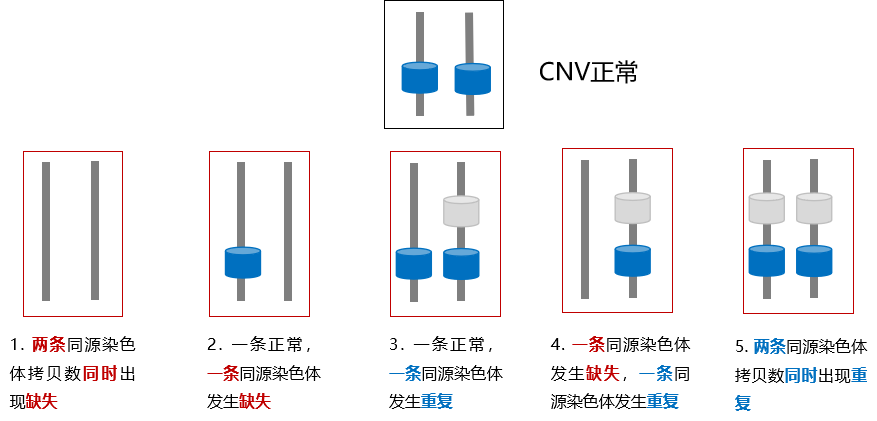 CNV正常
1. 两条同源染色
体拷贝数同时出
现缺失
2. 一条正常，
一条同源染色体
发生缺失
3. 一条正常，
一条同源染色体
发生重复
4. 一条同源染色体
发生缺失，一条同
源染色体发生重复
5. 两条同源染色体
拷贝数同时出现重
复